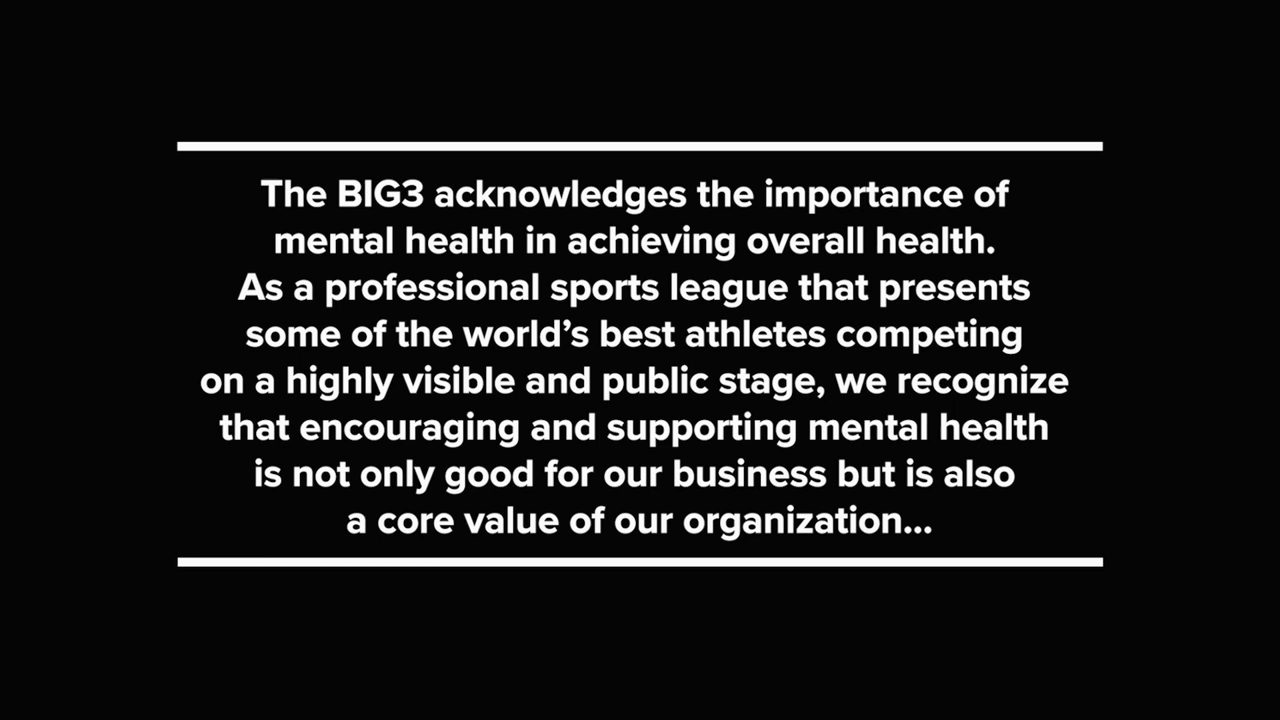 The BIG3 acknowledges the importance of
mental health in achieving overall health.
As a professional sports league that presents
some of the world’s best athletes competing
on a highly visible and public stage, we recognize
that encouraging and supporting mental health
is not only good for our business but is also
a core value of our organization...